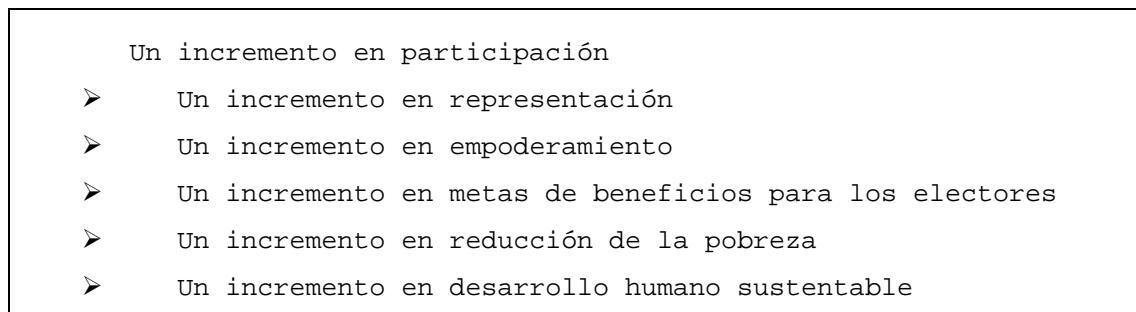 Un incremento en participación
➢ Un incremento en representación
➢ Un incremento en empoderamiento
➢ Un incremento en metas de beneficios para los electores
➢ Un incremento en reducción de la pobreza
➢ Un incremento en desarrollo humano sustentable